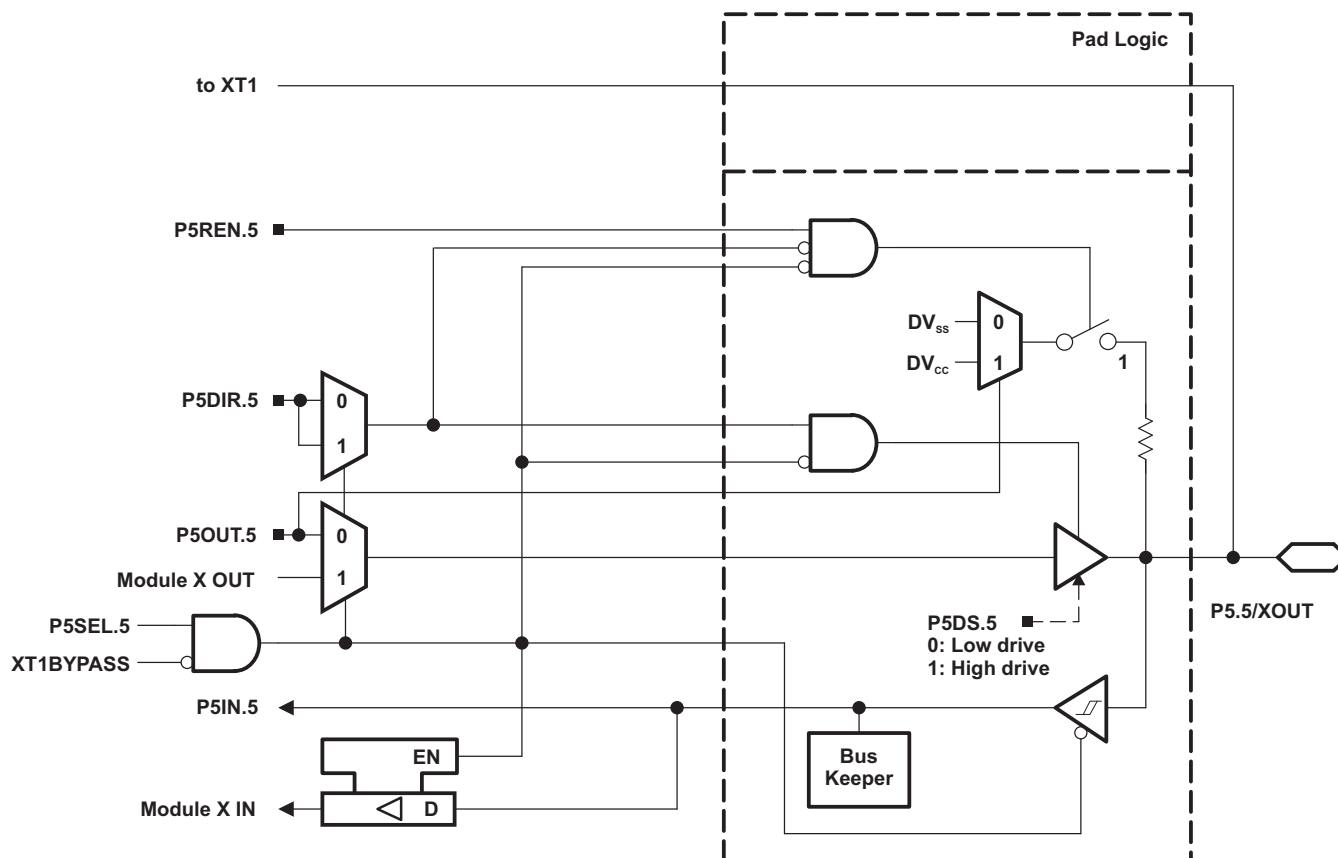 Pad Logic
to XT1
P5REN.5
DVss
0
DVcc
1
1
P5DIR.5
0
1
P5OUT.5
0
Module X OUT
1
P5SEL.5
XT1BYPASS
P5DS.5
0: Low drive
1: High drive
P5.5/XOUT
P5IN.5
EN
Bus
Keeper
Module X IN
D